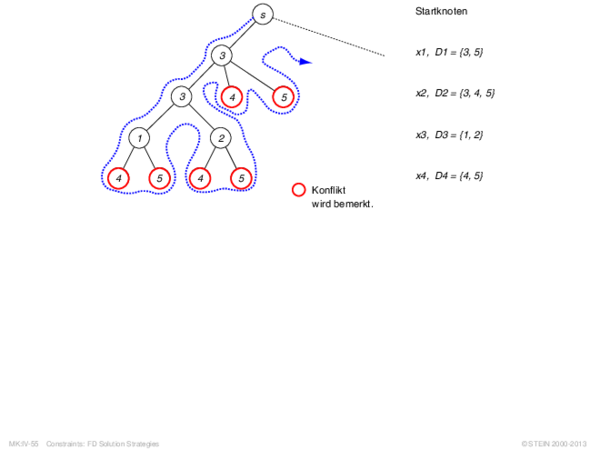 s
Startknoten
3
x1, D1 = {3, 5}
3
4
5
x2, D2 = {3, 4, 5}
1
2
x3, D3 = {1, 2}
4
5
4
5
x4, D4 = {4, 5}
Konflikt
wird bemerkt.
MK:IV-55 Constraints: FD Solution Strategies
© STEIN 2000-2013